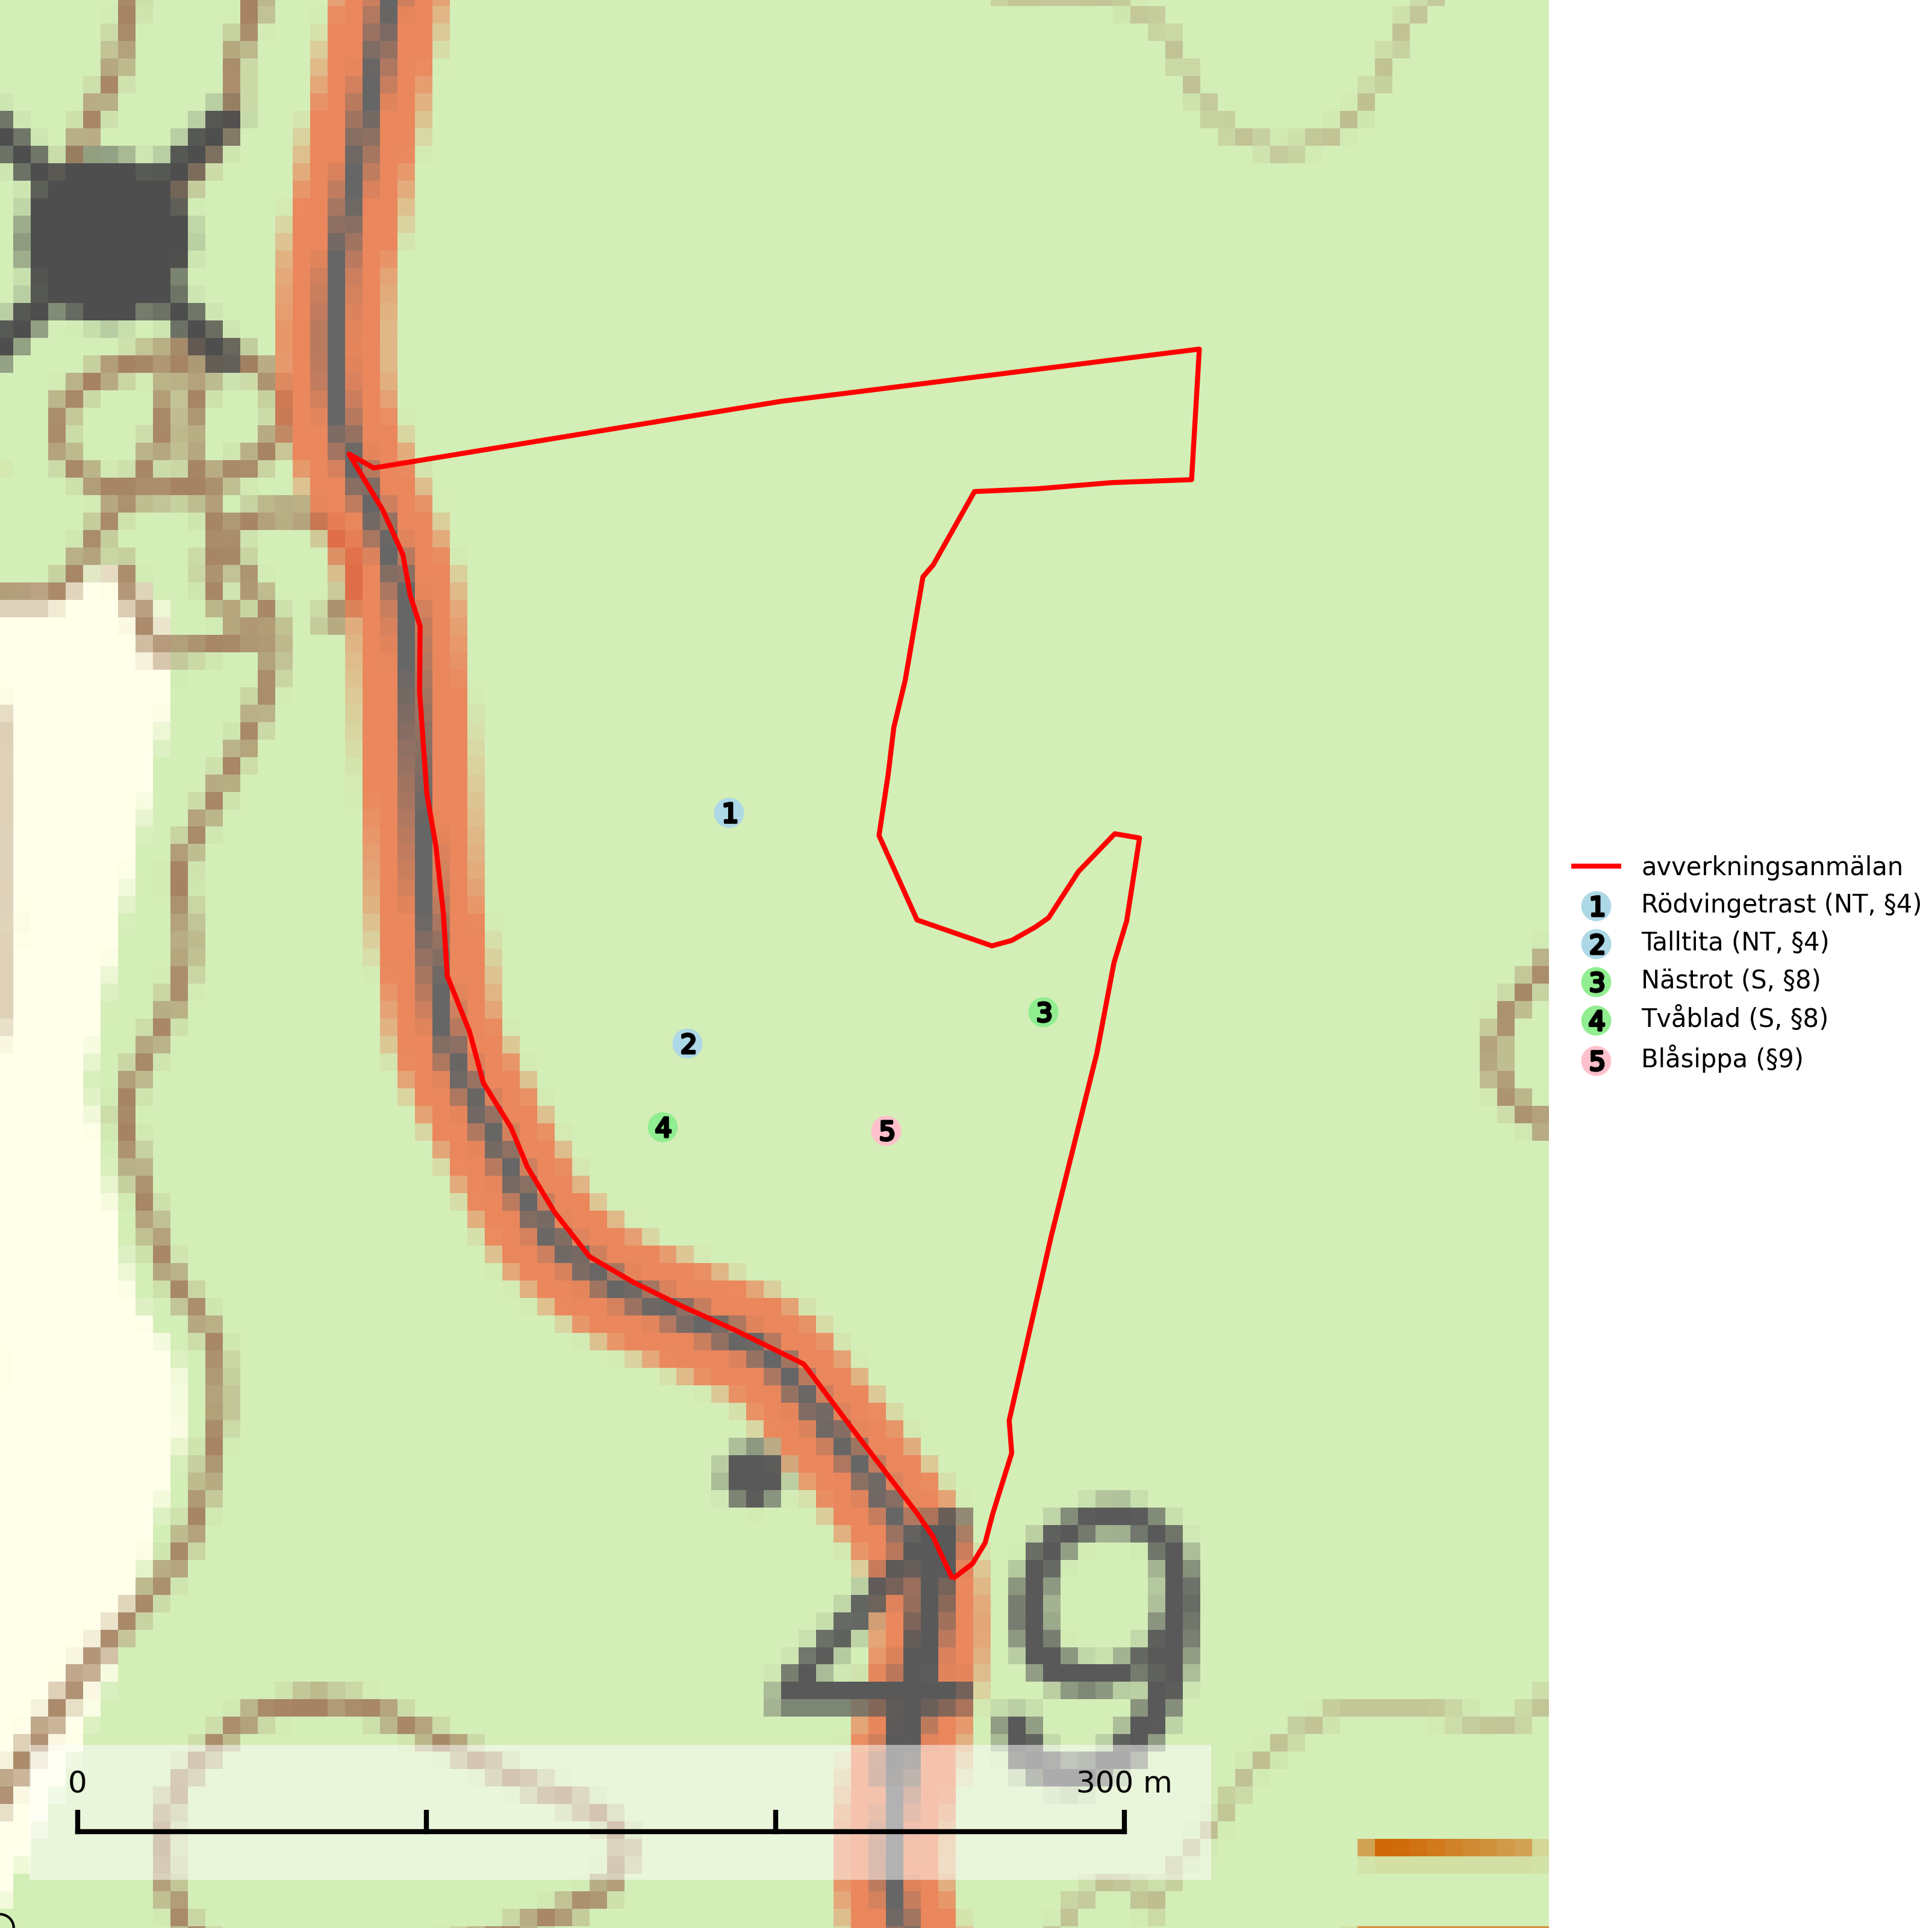 1
2
3
4
5
49
0 300 m
avverkningsanmälan
1 Rödvingetrast (NT, §4)
2 Talltita (NT, §4)
3 Nästrot (S, §8)
4 Tvåblad (S, §8)
5 Blåsippa (§9)